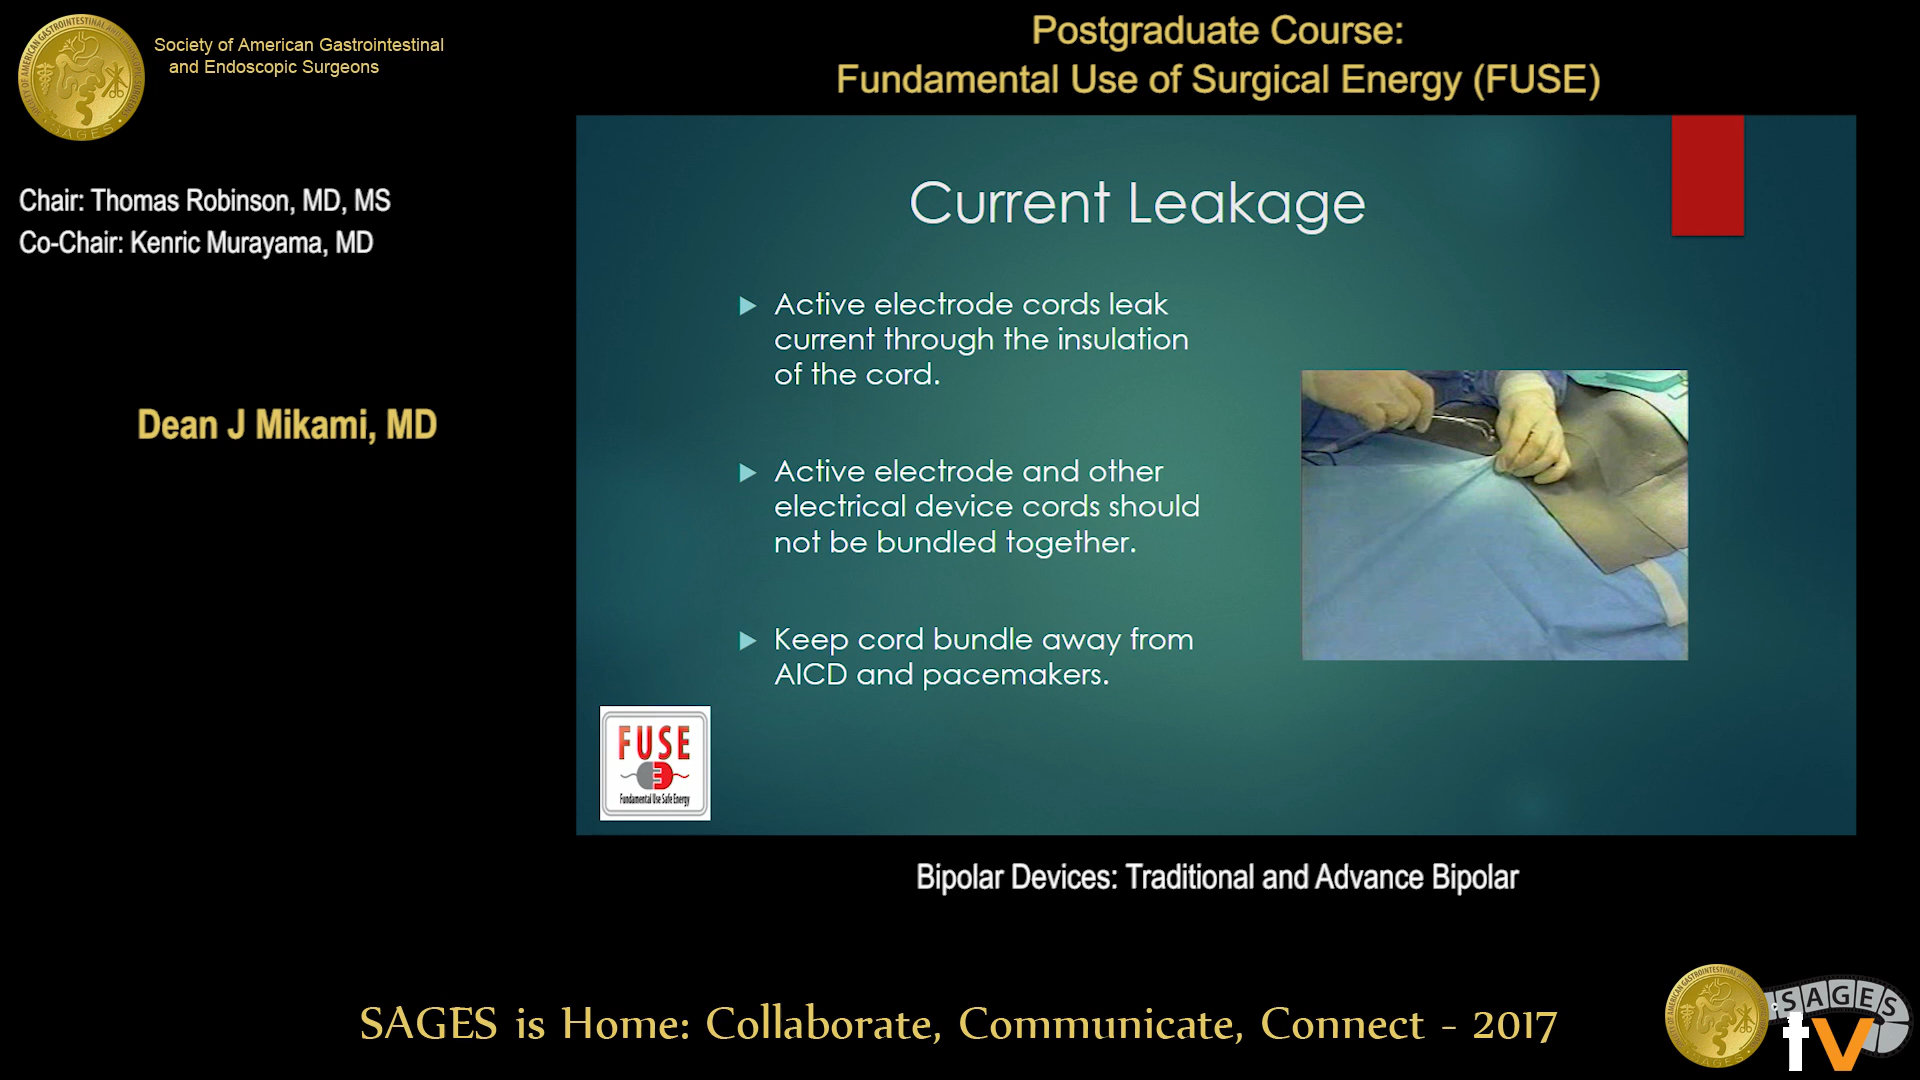 Society of American Gastrointestinal
and Endoscopic Surgeons
Postgraduate Course:
Fundamental Use of Surgical Energy (FUSE)
Chair: Thomas Robinson, MD, MS
Co-Chair: Kenric Murayama, MD
Dean J Mikami, MD
Current Leakage
Active electrode cords leak
current through the insulation
of the cord.
Active electrode and other
electrical device cords should
not be bundled together.
Keep cord bundle away from
AICD and pacemakers.
FUSE
Fundamental Use Safe Energy
Bipolar Devices: Traditional and Advance Bipolar
SAGES is Home: Collaborate, Communicate, Connect - 2017
SAGES
tv